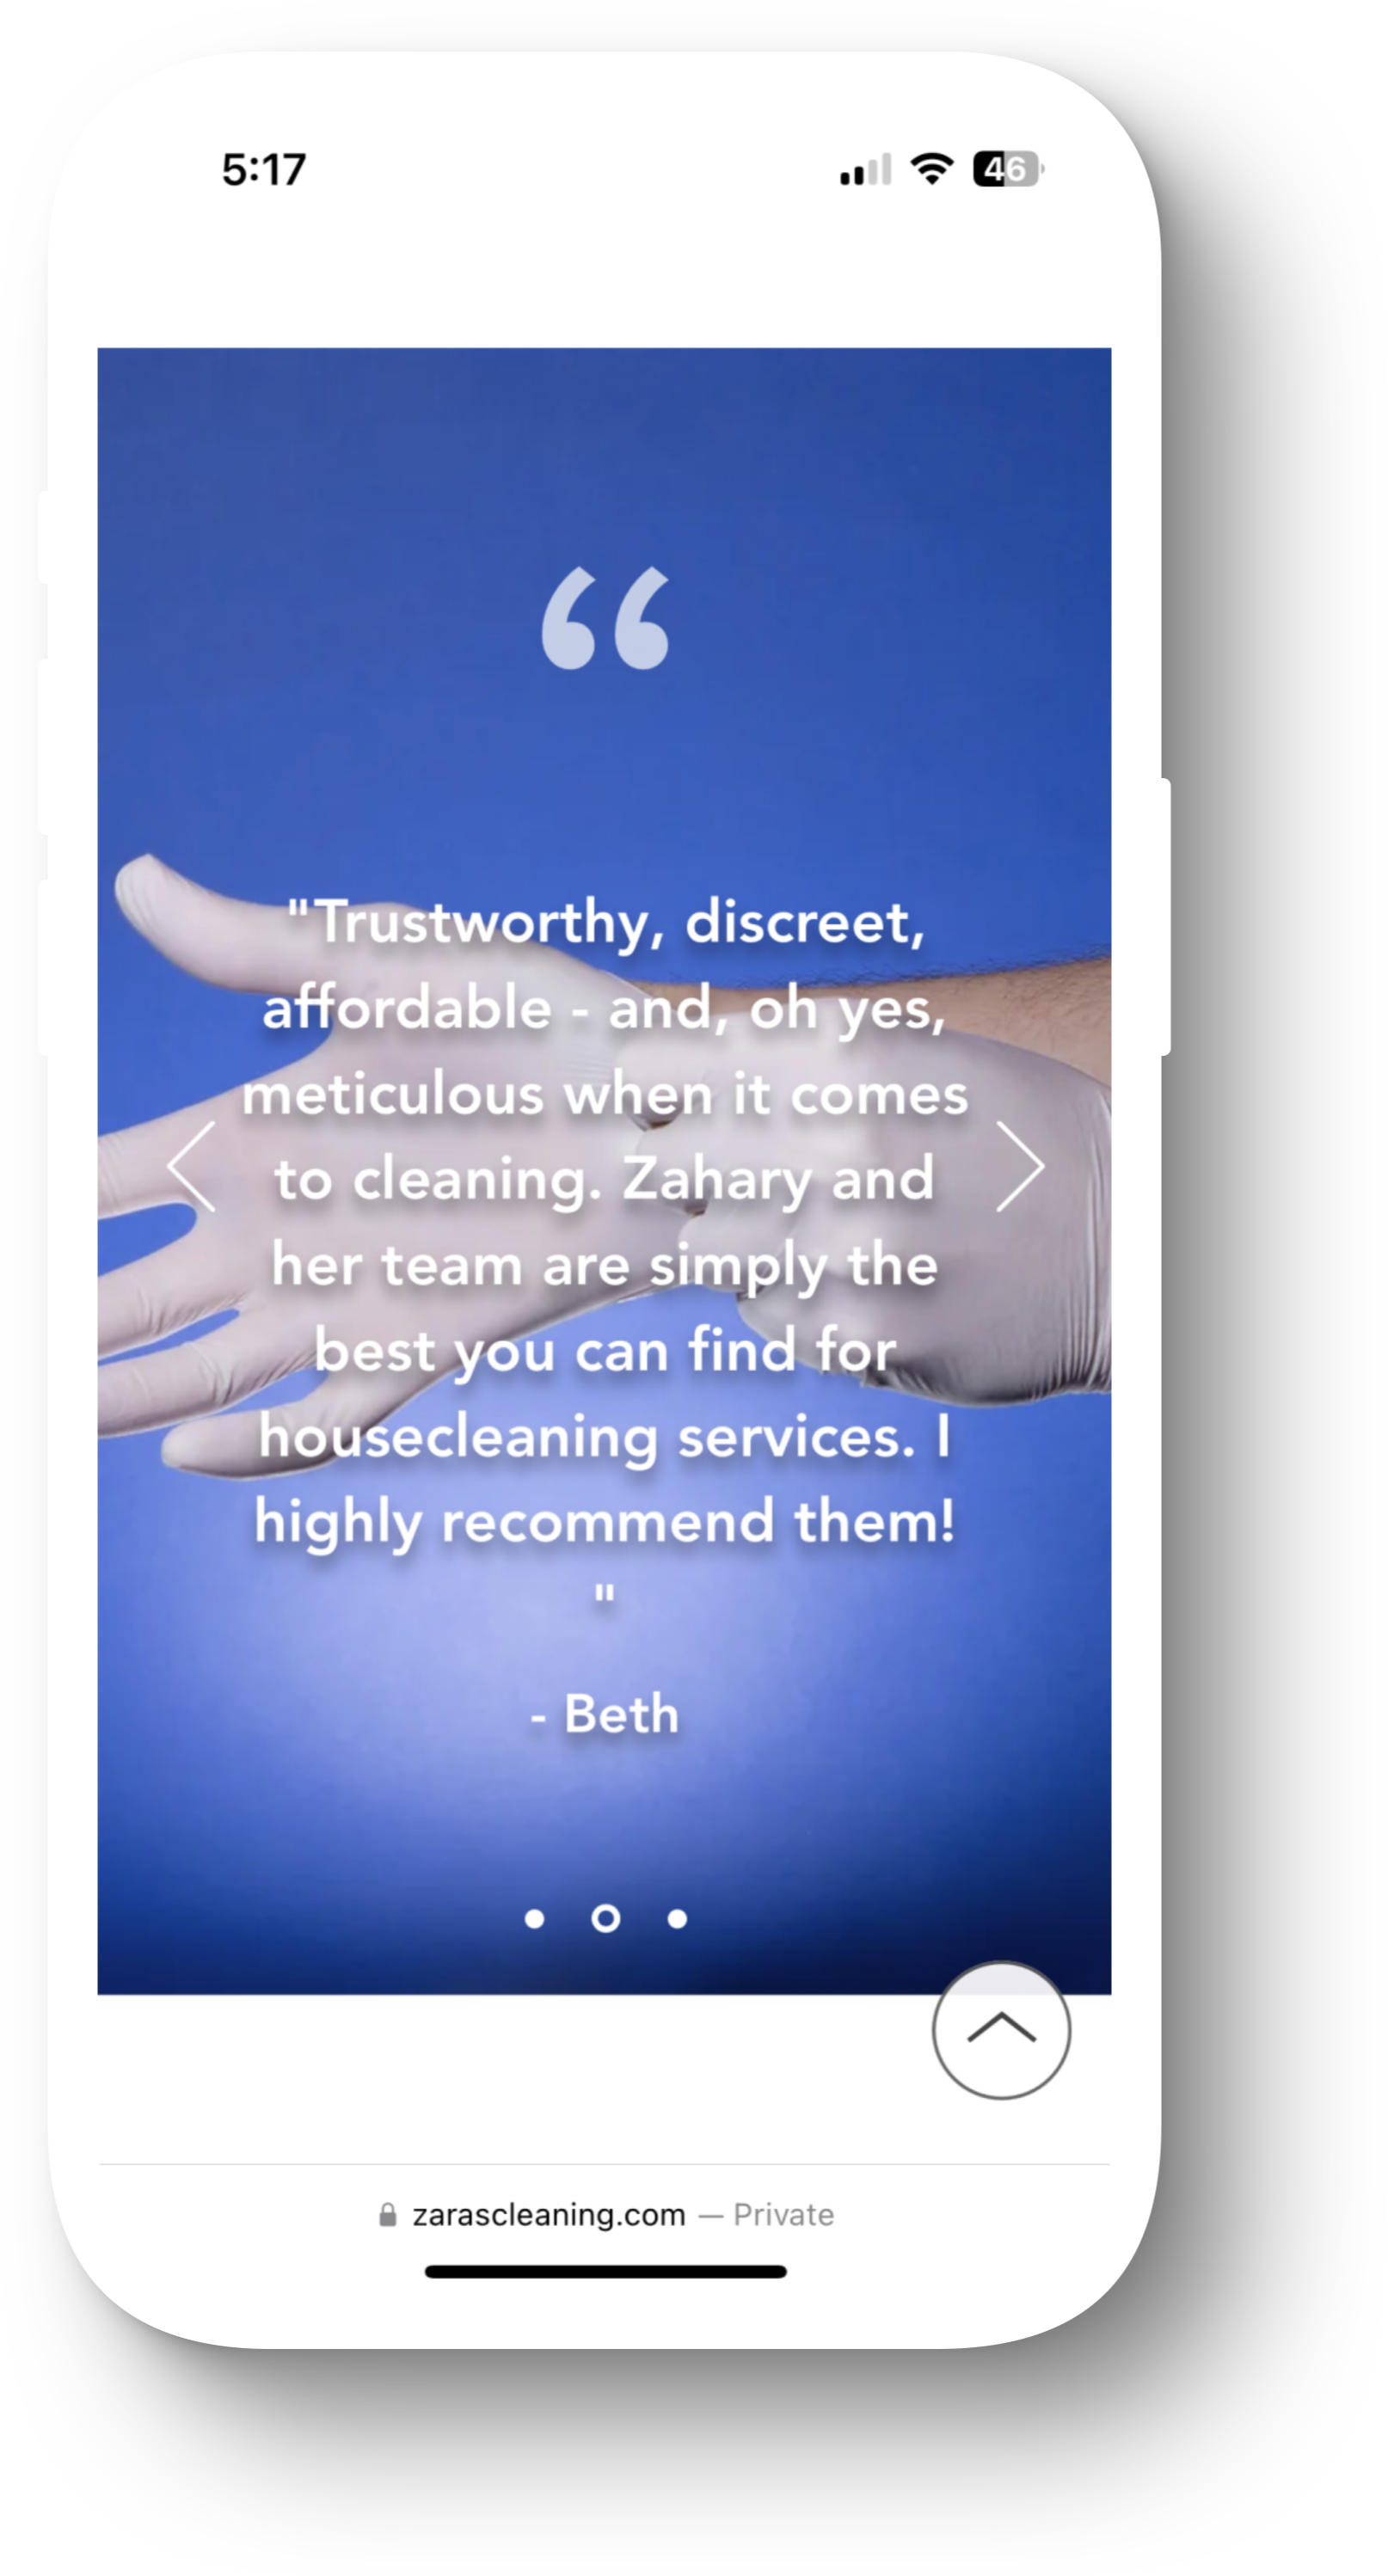 5:17
46
“
"Trustworthy, discreet,
affordable - and, oh yes,
meticulous when it comes
to cleaning. Zahary and
her team are simply the
best you can find for
housecleaning services. I
highly recommend them!
"
- Beth
zarascleaning.com — Private